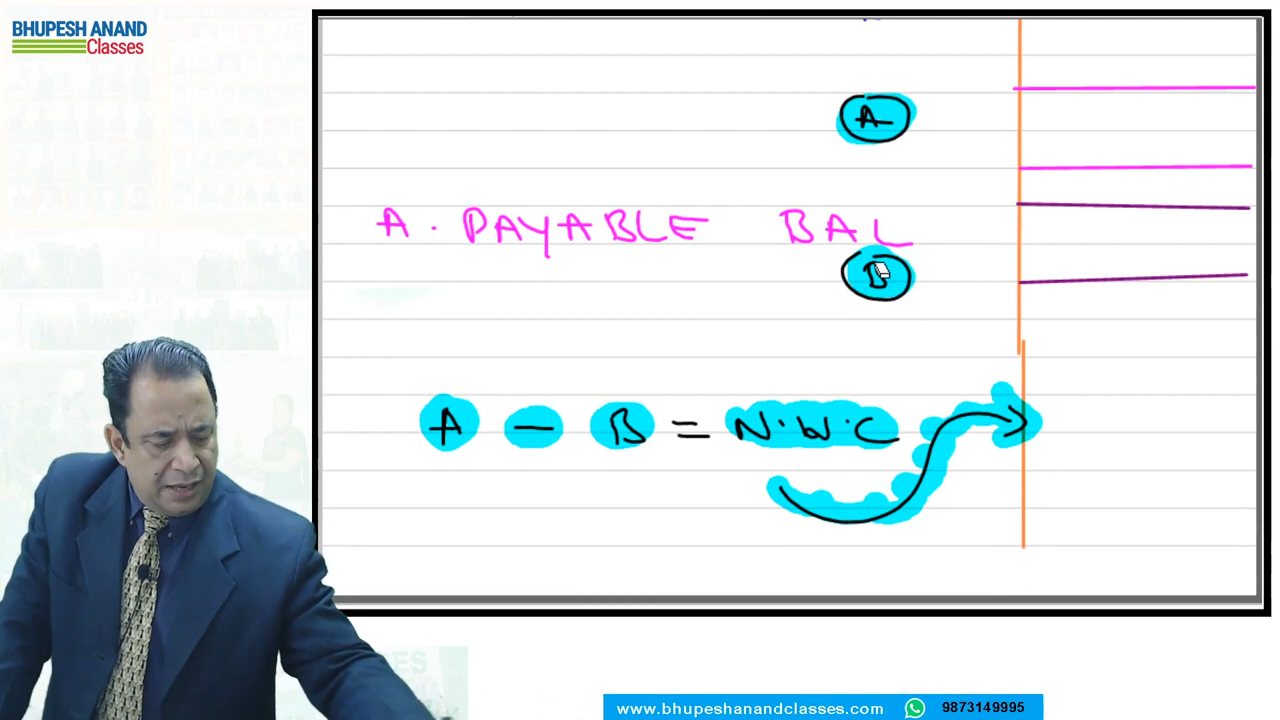 BHUPESH ANAND
Classes
A
A. PAYABLE BAL
B
A - B = N.W.C
www.bhupeshanandclasses.com 9873149995